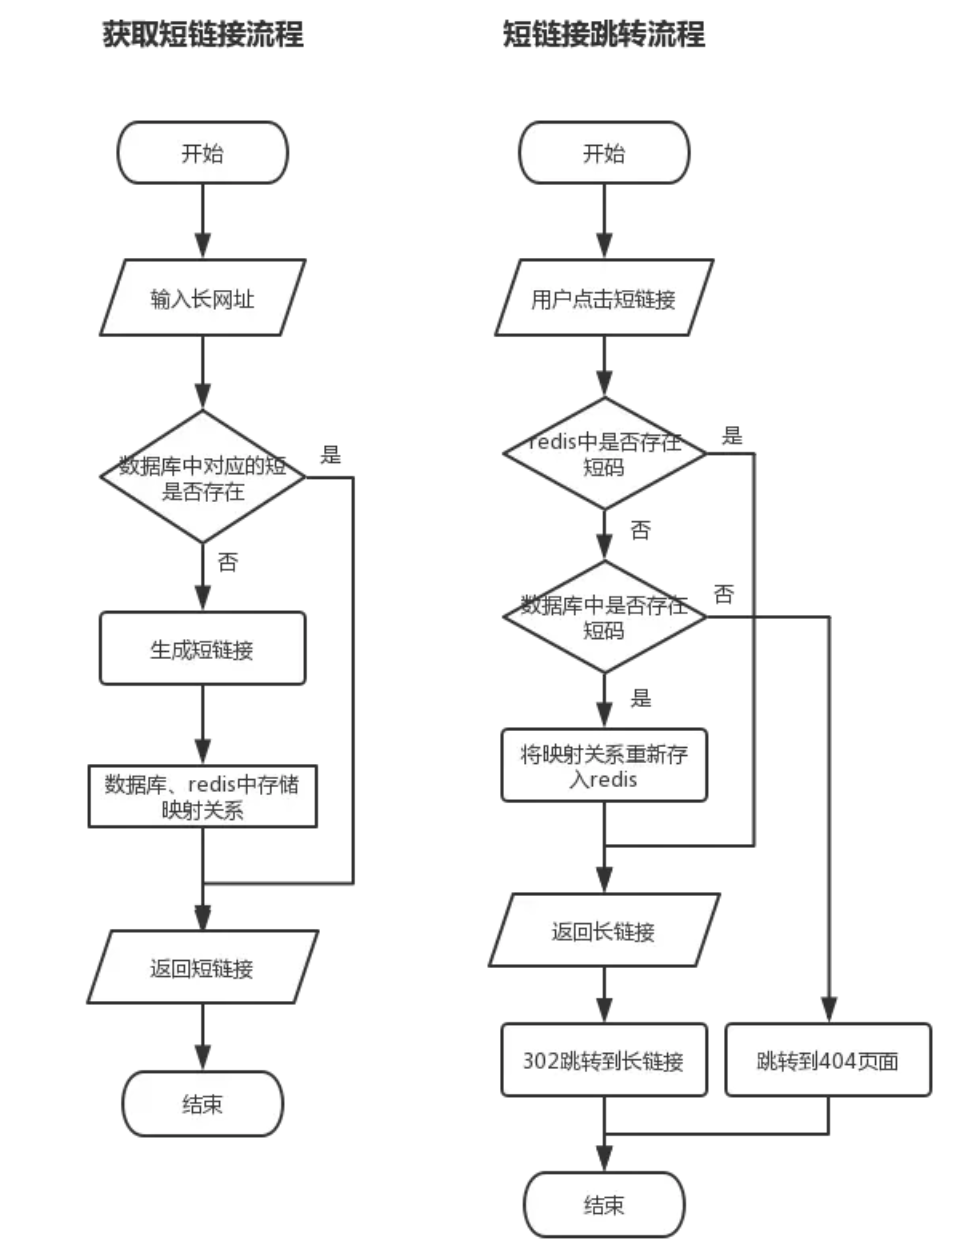 获取短链接流程
开始
输入长网址
数据库中对应的短
是否存在
是
否
生成短链接
数据库、redis中存储
映射关系
返回短链接
结束
短链接跳转流程
开始
用户点击短链接
redis中是否存在
短码
是
否
数据库中是否存在
短码
否
是
将映射关系重新存
入redis
返回长链接
302跳转到长链接
跳转到404页面
结束